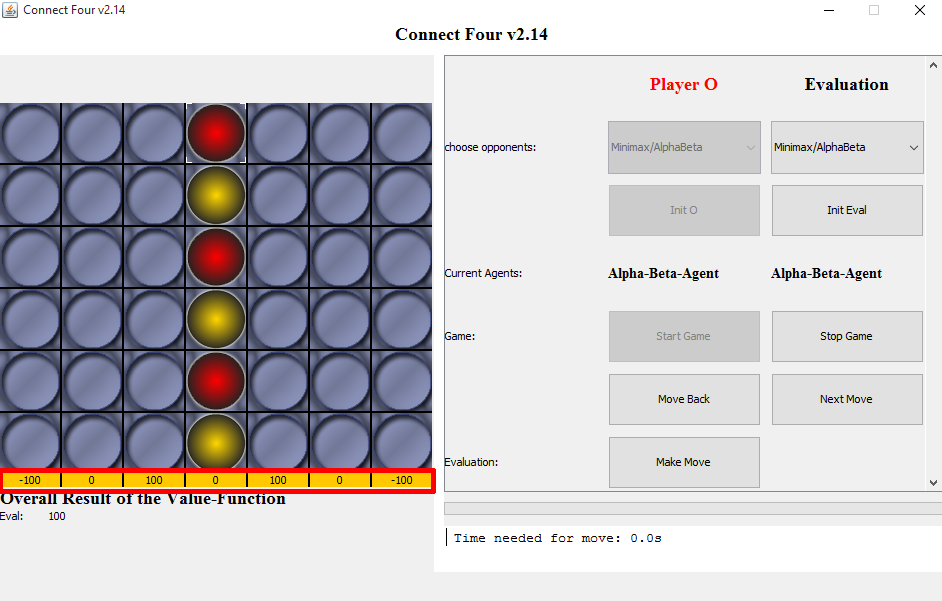 Connect Four v2.14
Connect Four v2.14
Player O Evaluation
choose opponents: Minimax/AlphaBeta Minimax/AlphaBeta
Init O Init Eval
Current Agents: Alpha-Beta-Agent Alpha-Beta-Agent
Game: Start Game Stop Game
Move Back Next Move
Evaluation: Make Move
-100 0 100 0 100 0 -100
Overall Result of the Value-Function
Eval: 100
Time needed for move: 0.0s